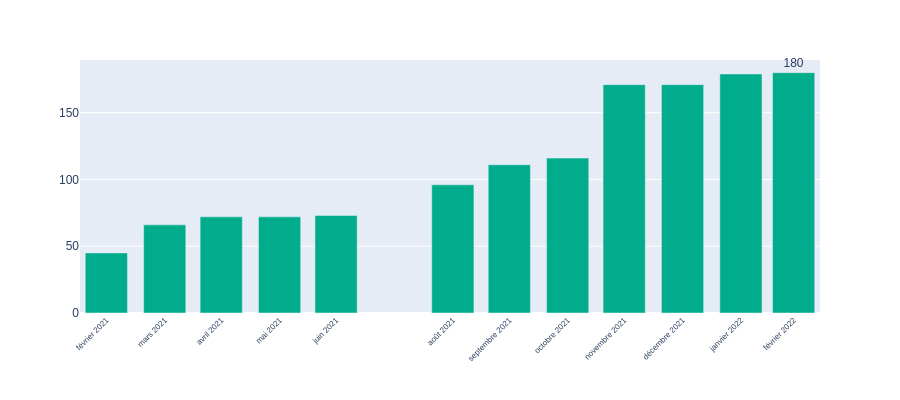 180
150
100
50
0
février 2021
mars 2021
avril 2021
mai 2021
juin 2021
août 2021
septembre 2021
octobre 2021
novembre 2021
décembre 2021
janvier 2022
février 2022